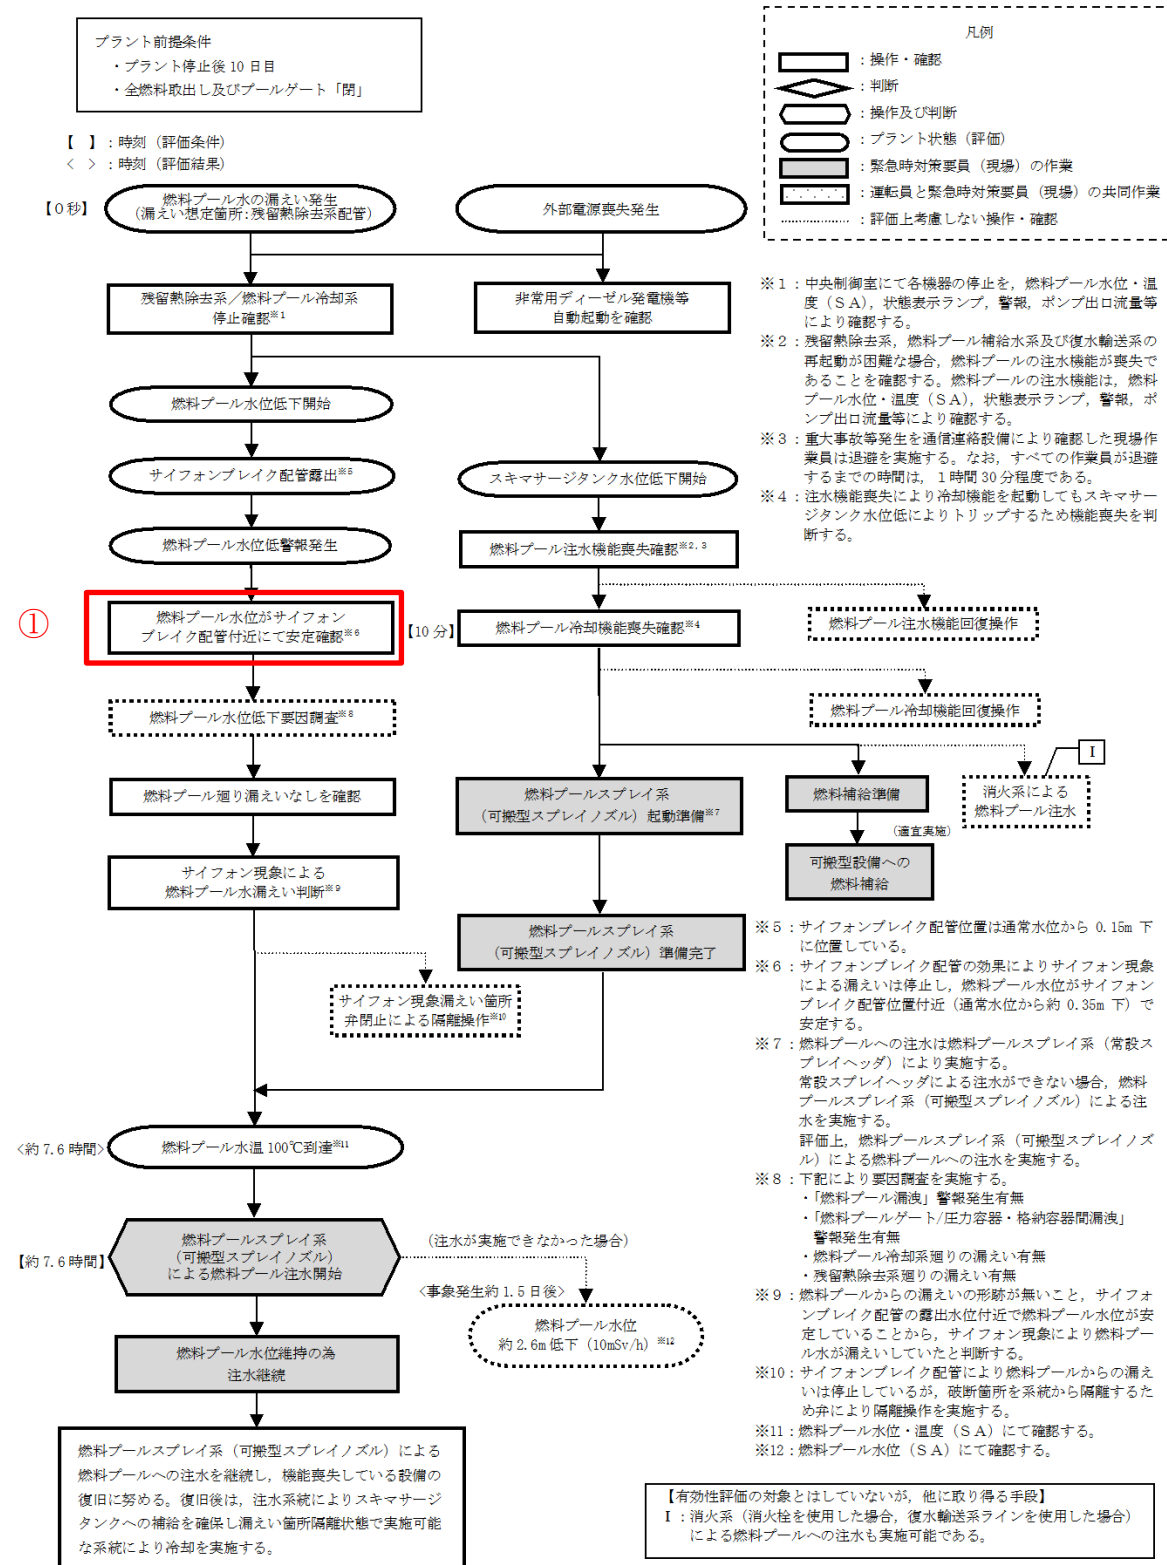 プラント前提条件
・プラント停止後 10 日目
・全燃料取出し及びプールゲート「閉」
【　】：時刻（評価条件）
＜　＞：時刻（評価結果）
凡例
：操作・確認
：判断
：操作及び判断
：プラント状態（評価）
：緊急時対策要員（現場）の作業
：運転員と緊急時対策要員（現場）の共同作業
：評価上考慮しない操作・確認
【0秒】
燃料プール水の漏えい発生
（漏えい想定箇所：残留熱除去系配管）
外部電源喪失発生
残留熱除去系／燃料プール冷却系
停止確認※1
非常用ディーゼル発電機等
自動起動を確認
燃料プール水位低下開始
サイフォンブレイク配管露出※5
スキマサージタンク水位低下開始
燃料プール水位低警報発生
燃料プール注水機能喪失確認※2,3
①
燃料プール水位がサイフォン
ブレイク配管付近にて安定確認※6
【10分】
燃料プール冷却機能喪失確認※4
燃料プール注水機能回復操作
燃料プール水位低下要因調査※8
燃料プール冷却機能回復操作
I
燃料プール廻り漏えいなしを確認
燃料プールスプレイ系
（可搬型スプレイノズル）起動準備※7
燃料補給準備
消火系による
燃料プール注水
（適宜実施）
可搬型設備への
燃料補給
サイフォン現象による
燃料プール水漏えい判断※9
燃料プールスプレイ系
（可搬型スプレイノズル）準備完了
サイフォン現象漏えい箇所
弁閉止による隔離操作※10
＜約 7.6 時間＞
燃料プール水温 100℃到達※11
【約 7.6 時間】
燃料プールスプレイ系
（可搬型スプレイノズル）
による燃料プール注水開始
（注水が実施できなかった場合）
＜事象発生約 1.5 日後＞
燃料プール水位
約 2.6m 低下（10mSv/h）※12
燃料プール水位維持の為
注水継続
燃料プールスプレイ系（可搬型スプレイノズル）による
燃料プールへの注水を継続し，機能喪失している設備の
復旧に努める。復旧後は，注水系統によりスキマサージ
タンクへの補給を確保し漏えい箇所隔離状態で実施可能
な系統により冷却を実施する。
※1：中央制御室にて各機器の停止を，燃料プール水位・温
度（ＳＡ），状態表示ランプ，警報，ポンプ出口流量等
により確認する。
※2：残留熱除去系，燃料プール補給水系及び復水輸送系の
再起動が困難な場合，燃料プールの注水機能が喪失で
あることを確認する。燃料プールの注水機能は，燃料
プール水位・温度（ＳＡ），状態表示ランプ，警報，ポ
ンプ出口流量等により確認する。
※3：重大事故等発生を通信連絡設備により確認した現場作
業員は退避を実施する。なお，すべての作業員が退避
するまでの時間は，1時間 30 分程度である。
※4：注水機能喪失により冷却機能を起動してもスキマサー
ジタンク水位低によりトリップするため機能喪失を判
断する。
※5：サイフォンブレイク配管位置は通常水位から 0.15m 下
に位置している。
※6：サイフォンブレイク配管の効果によりサイフォン現象
による漏えいは停止し，燃料プール水位がサイフォン
ブレイク配管位置付近（通常水位から約 0.35m 下）で
安定する。
※7：燃料プールへの注水は燃料プールスプレイ系（常設ス
プレイヘッダ）により実施する。
常設スプレイヘッダによる注水ができない場合，燃料
プールスプレイ系（可搬型スプレイノズル）による注
水を実施する。
評価上，燃料プールスプレイ系（可搬型スプレイノズ
ル）による燃料プールへの注水を実施する。
※8：下記により要因調査を実施する。
・「燃料プール漏洩」警報発生有無
・「燃料プールゲート/圧力容器・格納容器間漏洩」
警報発生有無
・燃料プール冷却系廻りの漏えい有無
・残留熱除去系廻りの漏えい有無
※9：燃料プールからの漏えいの形跡が無いこと，サイフォ
ンブレイク配管の露出水位付近で燃料プール水位が安
定していることから，サイフォン現象により燃料プー
ル水が漏えいしていたと判断する。
※10：サイフォンブレイク配管により燃料プールからの漏え
いは停止しているが，破断箇所を系統から隔離するた
め弁により隔離操作を実施する。
※11：燃料プール水位・温度（ＳＡ）にて確認する。
※12：燃料プール水位（ＳＡ）にて確認する。
【有効性評価の対象とはしていないが，他に取り得る手段】
Ⅰ：消火系（消火栓を使用した場合，復水輸送系ラインを使用した場合）
による燃料プールへの注水も実施可能である。